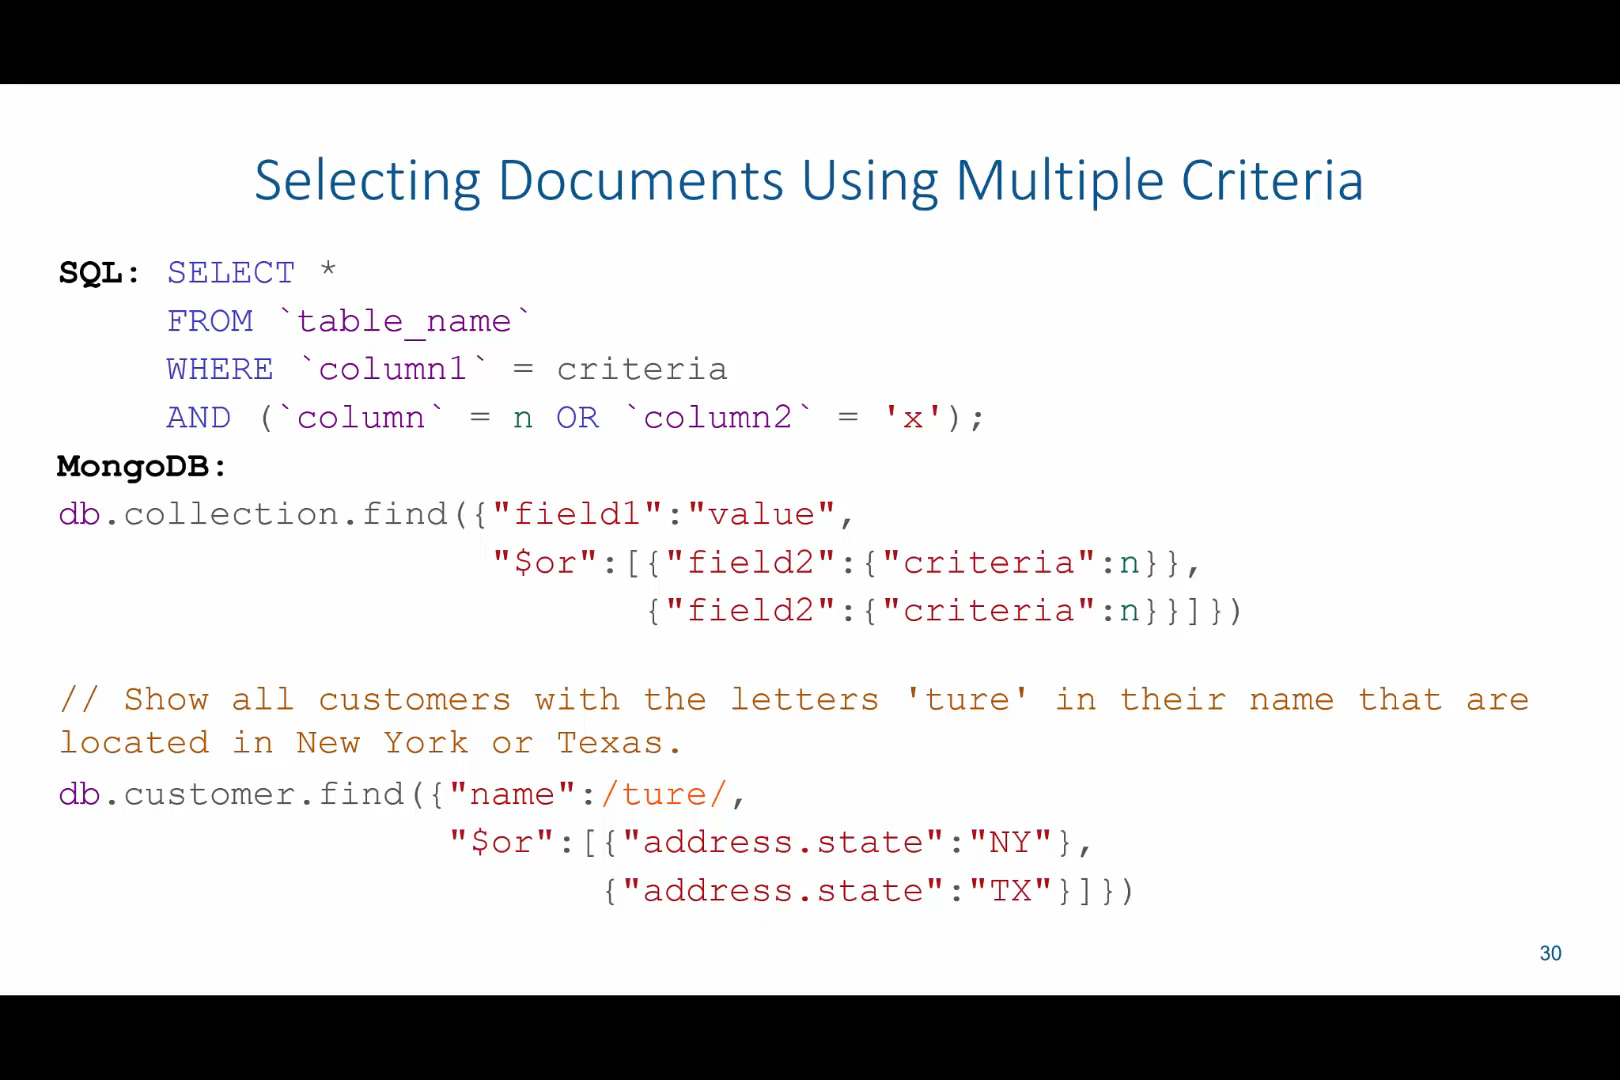 Selecting Documents Using Multiple Criteria
SQL: SELECT *
FROM `table_name`
WHERE `column1` = criteria
AND (`column` = n OR `column2` = 'x');
MongoDB:
db.collection.find({"field1":"value",
"$or":[{"field2":{"criteria":n}},
{"field2":{"criteria":n}}]})
// Show all customers with the letters 'ture' in their name that are
located in New York or Texas.
db.customer.find({"name":/ture/,
"$or":[{"address.state":"NY"},
{"address.state":"TX"}]})
30